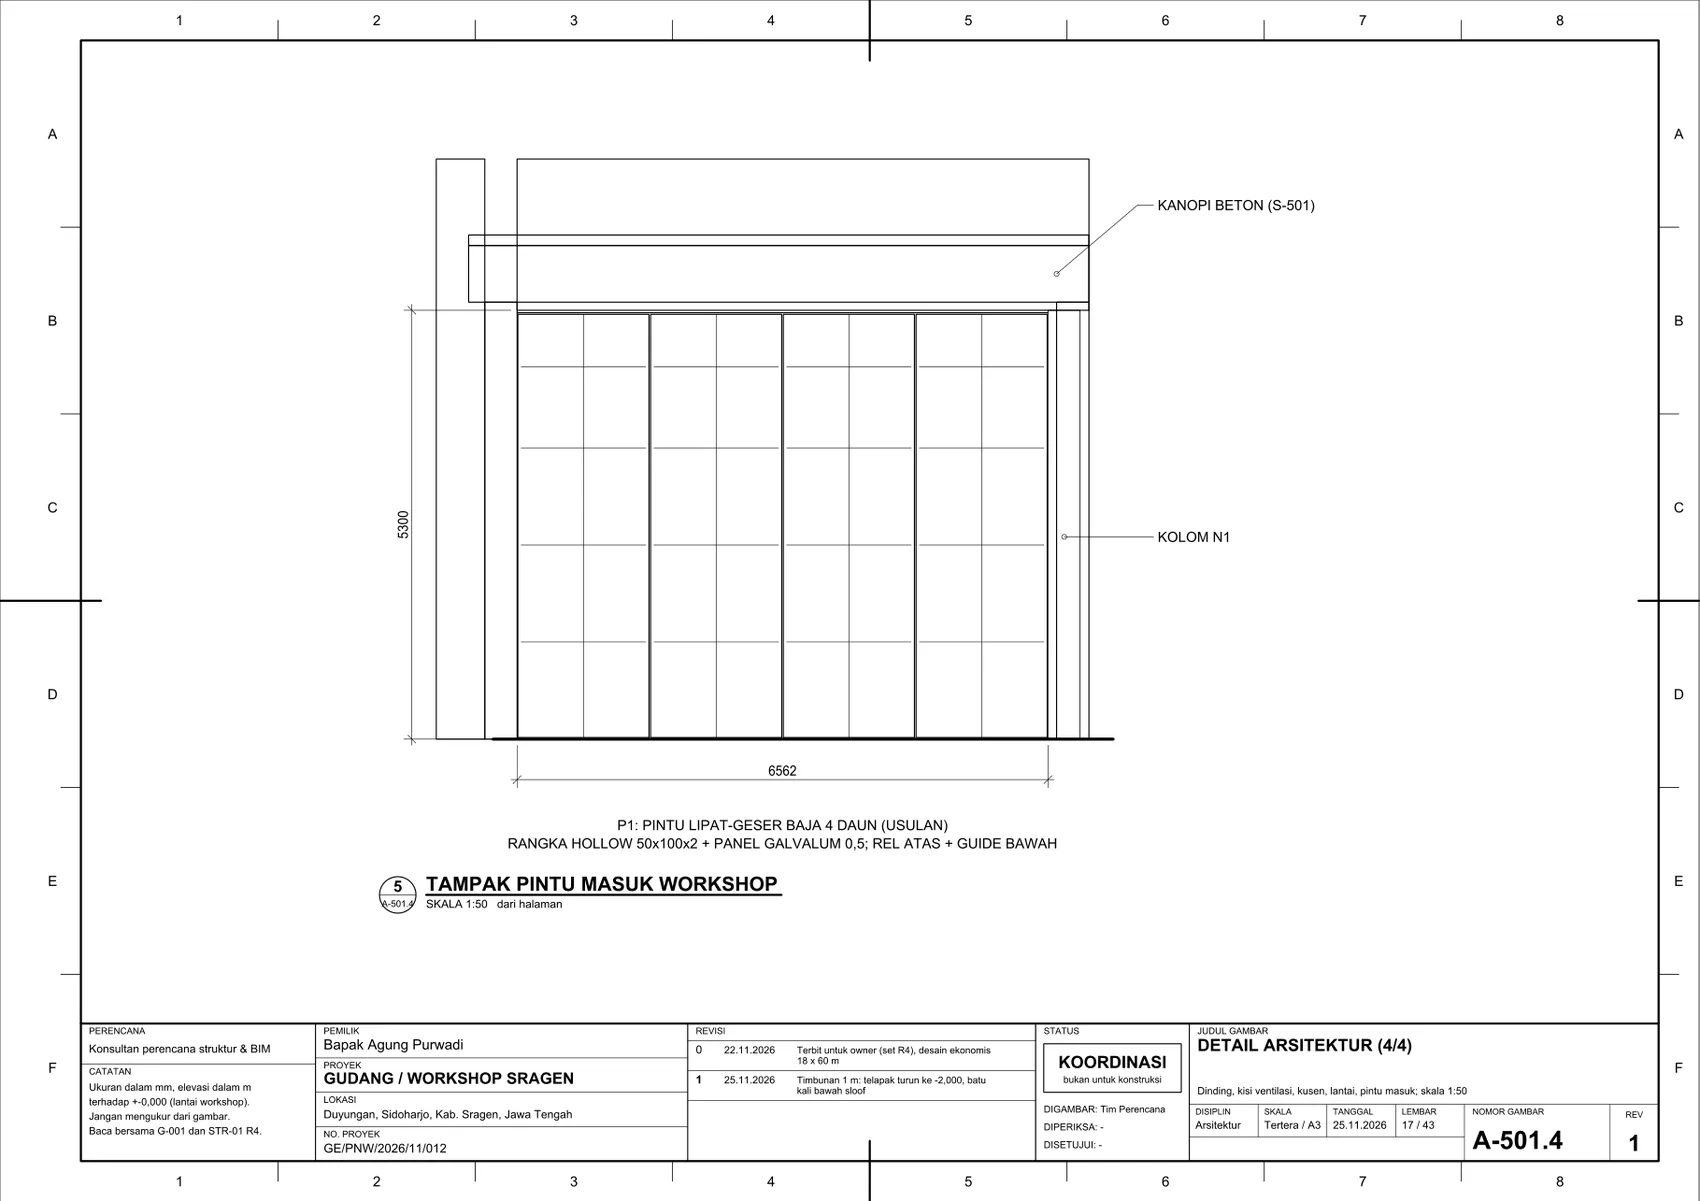 1 2 3 4 5 6 7 8
A A
KANOPI BETON (S-501)
B B
C C
5300
KOLOM N1
D D
6562
P1: PINTU LIPAT-GESER BAJA 4 DAUN (USULAN)
RANGKA HOLLOW 50x100x2 + PANEL GALVALUM 0,5; REL ATAS + GUIDE BAWAH
E E
5 TAMPAK PINTU MASUK WORKSHOP
A-501.4 SKALA 1:50 dari halaman
F F
PERENCANA
Konsultan perencana struktur & BIM
CATATAN
Ukuran dalam mm, elevasi dalam m
terhadap +-0,000 (lantai workshop).
Jangan mengukur dari gambar.
Baca bersama G-001 dan STR-01 R4.
PEMILIK
Bapak Agung Purwadi
PROYEK
GUDANG / WORKSHOP SRAGEN
LOKASI
Duyungan, Sidoharjo, Kab. Sragen, Jawa Tengah
NO. PROYEK
GE/PNW/2026/11/012
REVISI
0 22.11.2026 Terbit untuk owner (set R4), desain ekonomis
18 x 60 m
1 25.11.2026 Timbunan 1 m: telapak turun ke -2,000, batu
kali bawah sloof
STATUS
KOORDINASI
bukan untuk konstruksi
DIGAMBAR: Tim Perencana
DIPERIKSA: -
DISETUJUI: -
JUDUL GAMBAR
DETAIL ARSITEKTUR (4/4)
Dinding, kisi ventilasi, kusen, lantai, pintu masuk; skala 1:50
DISIPLIN
Arsitektur
SKALA
Tertera / A3
TANGGAL
25.11.2026
LEMBAR
17 / 43
NOMOR GAMBAR
A-501.4
REV
1
1 2 3 4 5 6 7 8